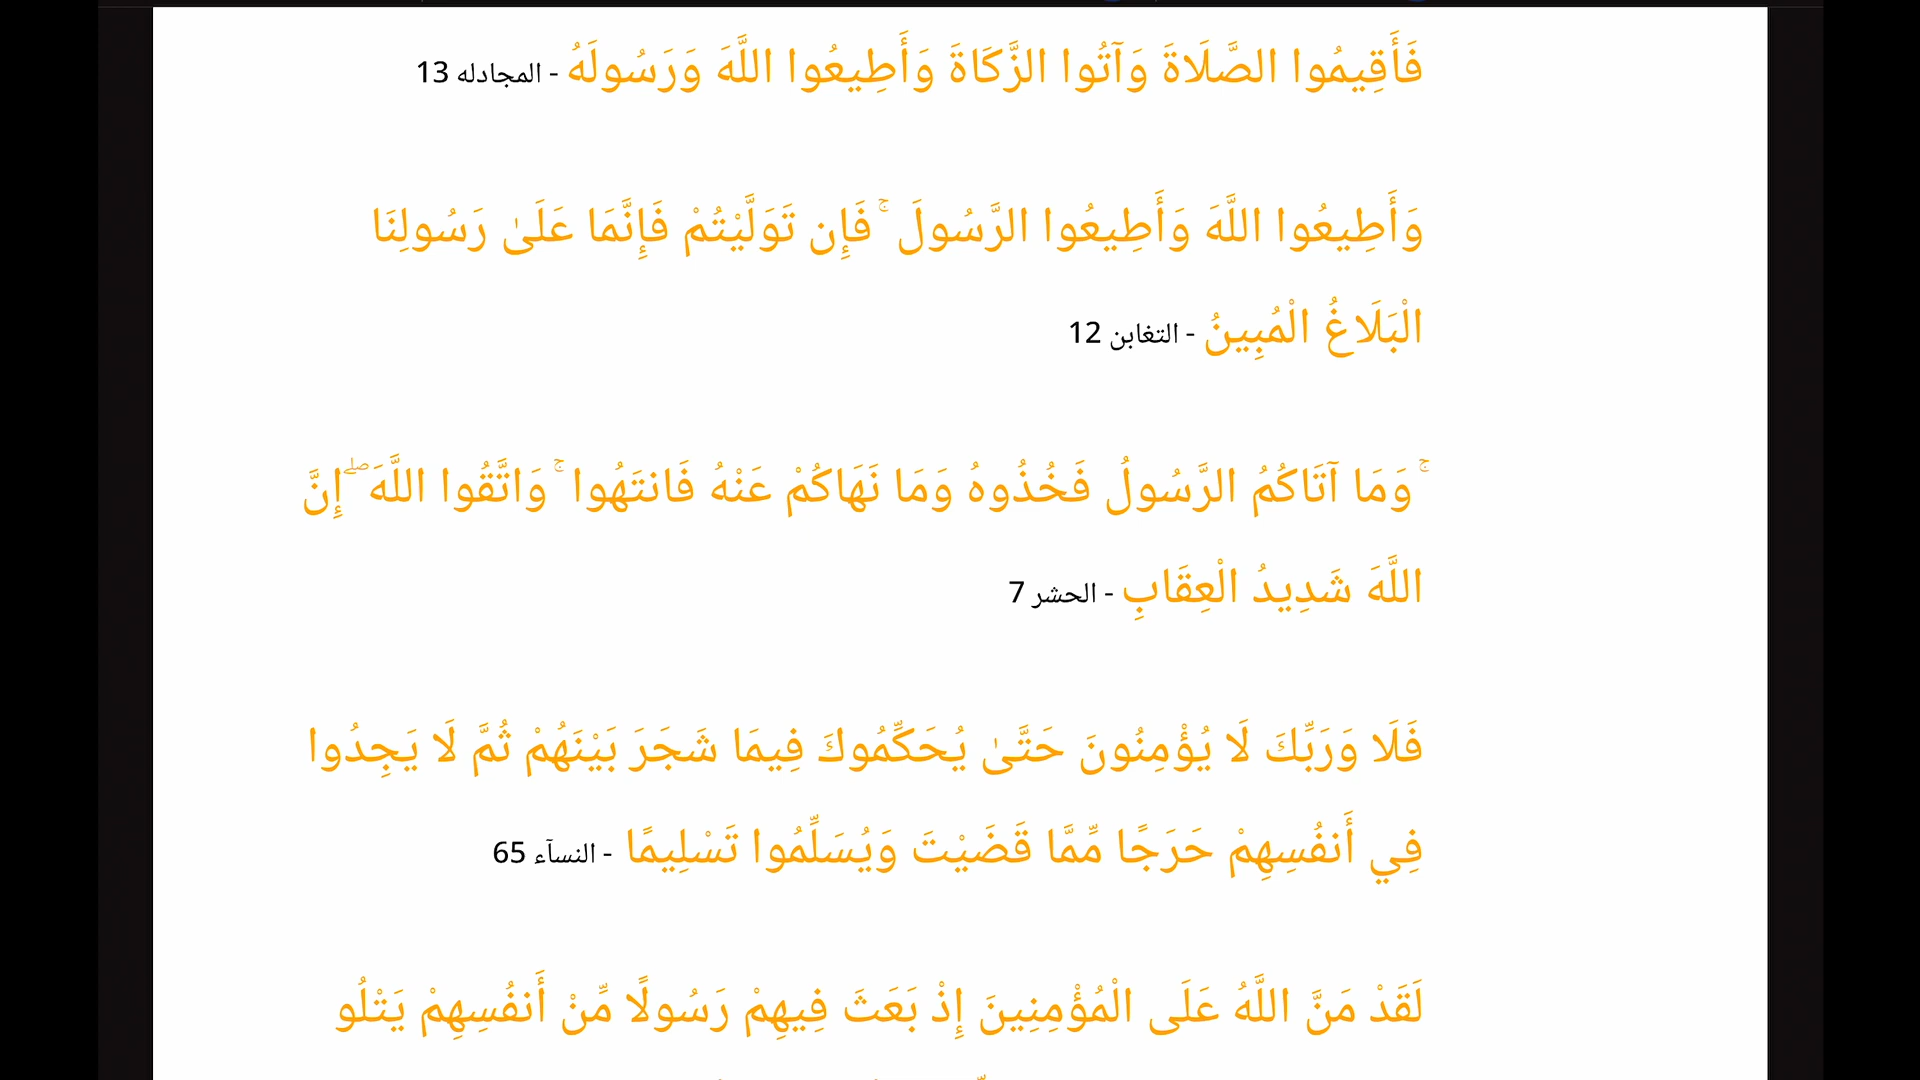 فَأَقِيمُوا الصَّلَاةَ وَآتُوا الزَّكَاةَ وَأَطِيعُوا اللَّهَ وَرَسُولَهُ - المجادله 13
وَأَطِيعُوا اللَّهَ وَأَطِيعُوا الرَّسُولَ ۚ فَإِن تَوَلَّيْتُمْ فَإِنَّمَا عَلَىٰ رَسُولِنَا
الْبَلَاغُ الْمُبِينُ - التغابن 12
ۚ وَمَا آتَاكُمُ الرَّسُولُ فَخُذُوهُ وَمَا نَهَاكُمْ عَنْهُ فَانتَهُوا ۚ وَاتَّقُوا اللَّهَ ۖ إِنَّ
اللَّهَ شَدِيدُ الْعِقَابِ - الحشر 7
فَلَا وَرَبِّكَ لَا يُؤْمِنُونَ حَتَّىٰ يُحَكِّمُوكَ فِيمَا شَجَرَ بَيْنَهُمْ ثُمَّ لَا يَجِدُوا
فِي أَنفُسِهِمْ حَرَجًا مِّمَّا قَضَيْتَ وَيُسَلِّمُوا تَسْلِيمًا - النسآء 65
لَقَدْ مَنَّ اللَّهُ عَلَى الْمُؤْمِنِينَ إِذْ بَعَثَ فِيهِمْ رَسُولًا مِّنْ أَنفُسِهِمْ يَتْلُو